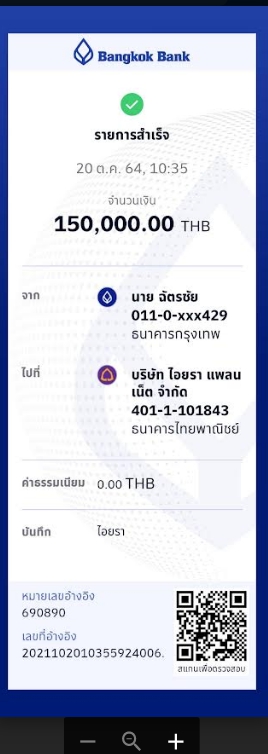 Bangkok Bank
รายการสำเร็จ
20 ต.ค. 64, 10:35
จำนวนเงิน
150,000.00 THB
จาก
นาย ฉัตรชัย
011-0-xxx429
ธนาคารกรุงเทพ
ไปที่
บริษัท ไอยรา แพลน
เน็ต จำกัด
401-1-101843
ธนาคารไทยพาณิชย์
ค่าธรรมเนียม 0.00 THB
บันทึก ไอยรา
หมายเลขอ้างอิง
690890
เลขที่อ้างอิง
2021102010355924006.
สแกนเพื่อตรวจสอบ